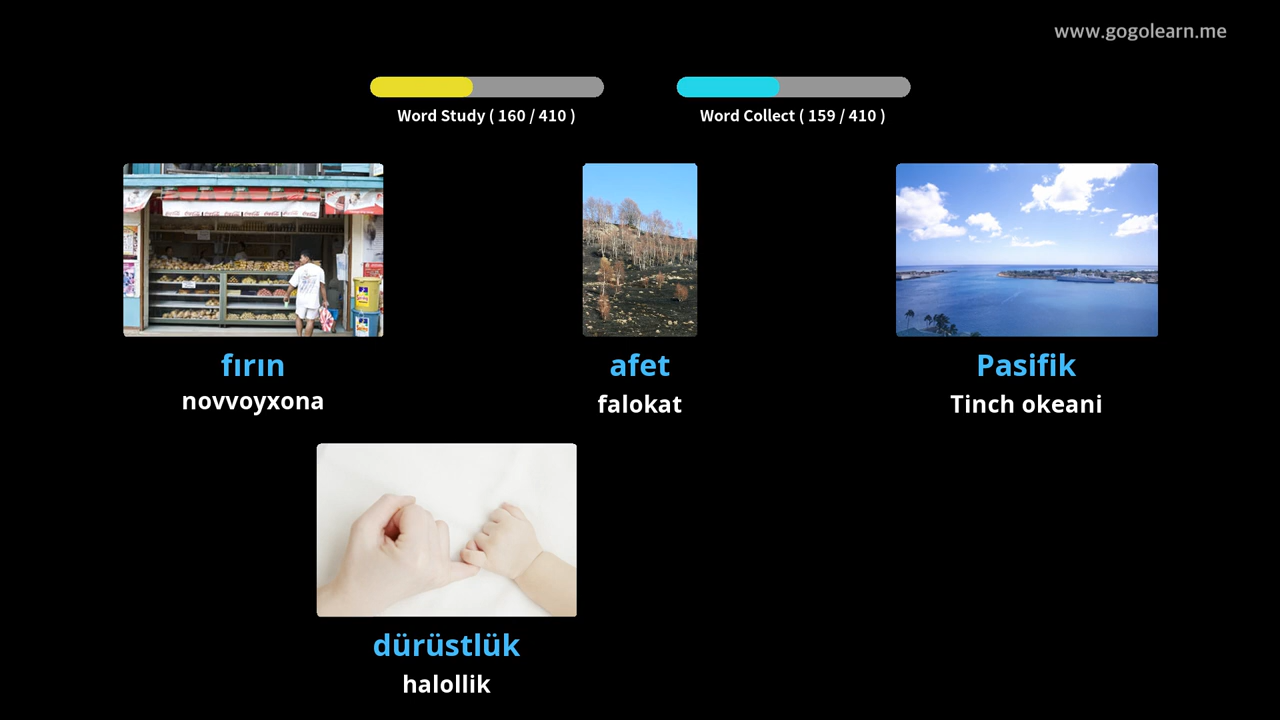 www.gogolearn.me
Word Study ( 160 / 410 )
Word Collect ( 159 / 410 )
fırın
novvoyxona
afet
falokat
Pasifik
Tinch okeani
dürüstlük
halollik